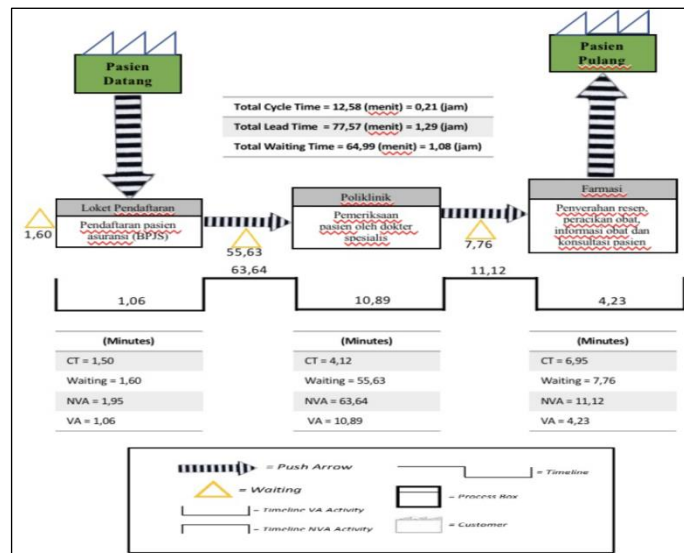 Pasien
Datang
Pasien
Pulang
Total Cycle Time = 12,58 (menit) = 0,21 (jam)
Total Lead Time = 77,57 (menit) = 1,29 (jam)
Total Waiting Time = 64,99 (menit) = 1,08 (jam)
Loket Pendaftaran
Pendaftaran pasien
asuransi (BPJS)
Poliklinik
Pemeriksaan
pasien oleh dokter
spesialis
Farmasi
Penyerahan resep,
peracikan obat,
informasi obat dan
konsultasi pasien
1,60
55,63
7,76
63,64
11,12
1,06
10,89
4,23
(Minutes)
CT = 1,50
Waiting = 1,60
NVA = 1,95
VA = 1,06
(Minutes)
CT = 4,12
Waiting = 55,63
NVA = 63,64
VA = 10,89
(Minutes)
CT = 6,95
Waiting = 7,76
NVA = 11,12
VA = 4,23
= Push Arrow
= Waiting
= Timeline VA Activity
= Timeline NVA Activity
= Timeline
= Process Box
= Customer